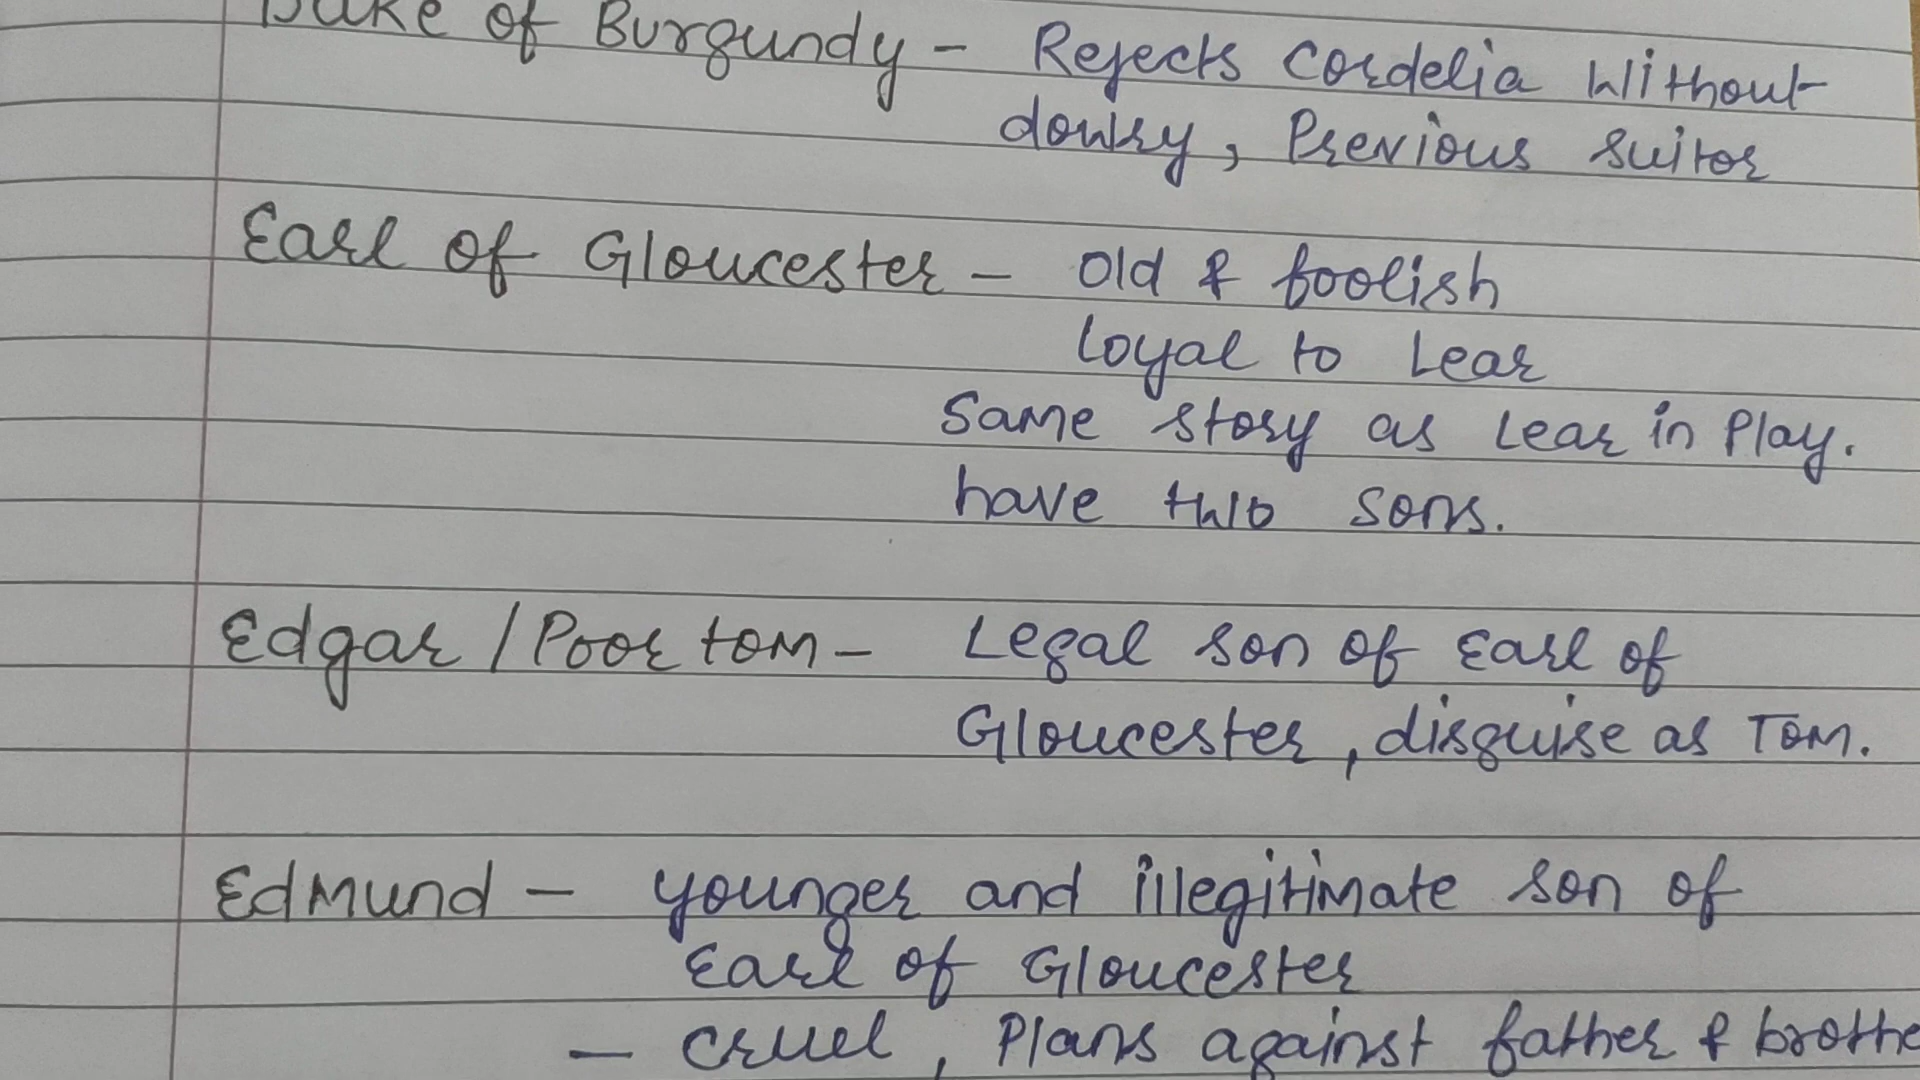 Duke of Burgundy - Rejects Cordelia without
dowry, Previous suitor
Earl of Gloucester - old & foolish
loyal to Lear
Same story as Lear in Play.
have two sons.
Edgar / Poor tom - Legal son of Earl of
Gloucester, disguise as Tom.
Edmund - younger and illegitimate son of
Earl of Gloucester
- cruel, Plans against father & brothe